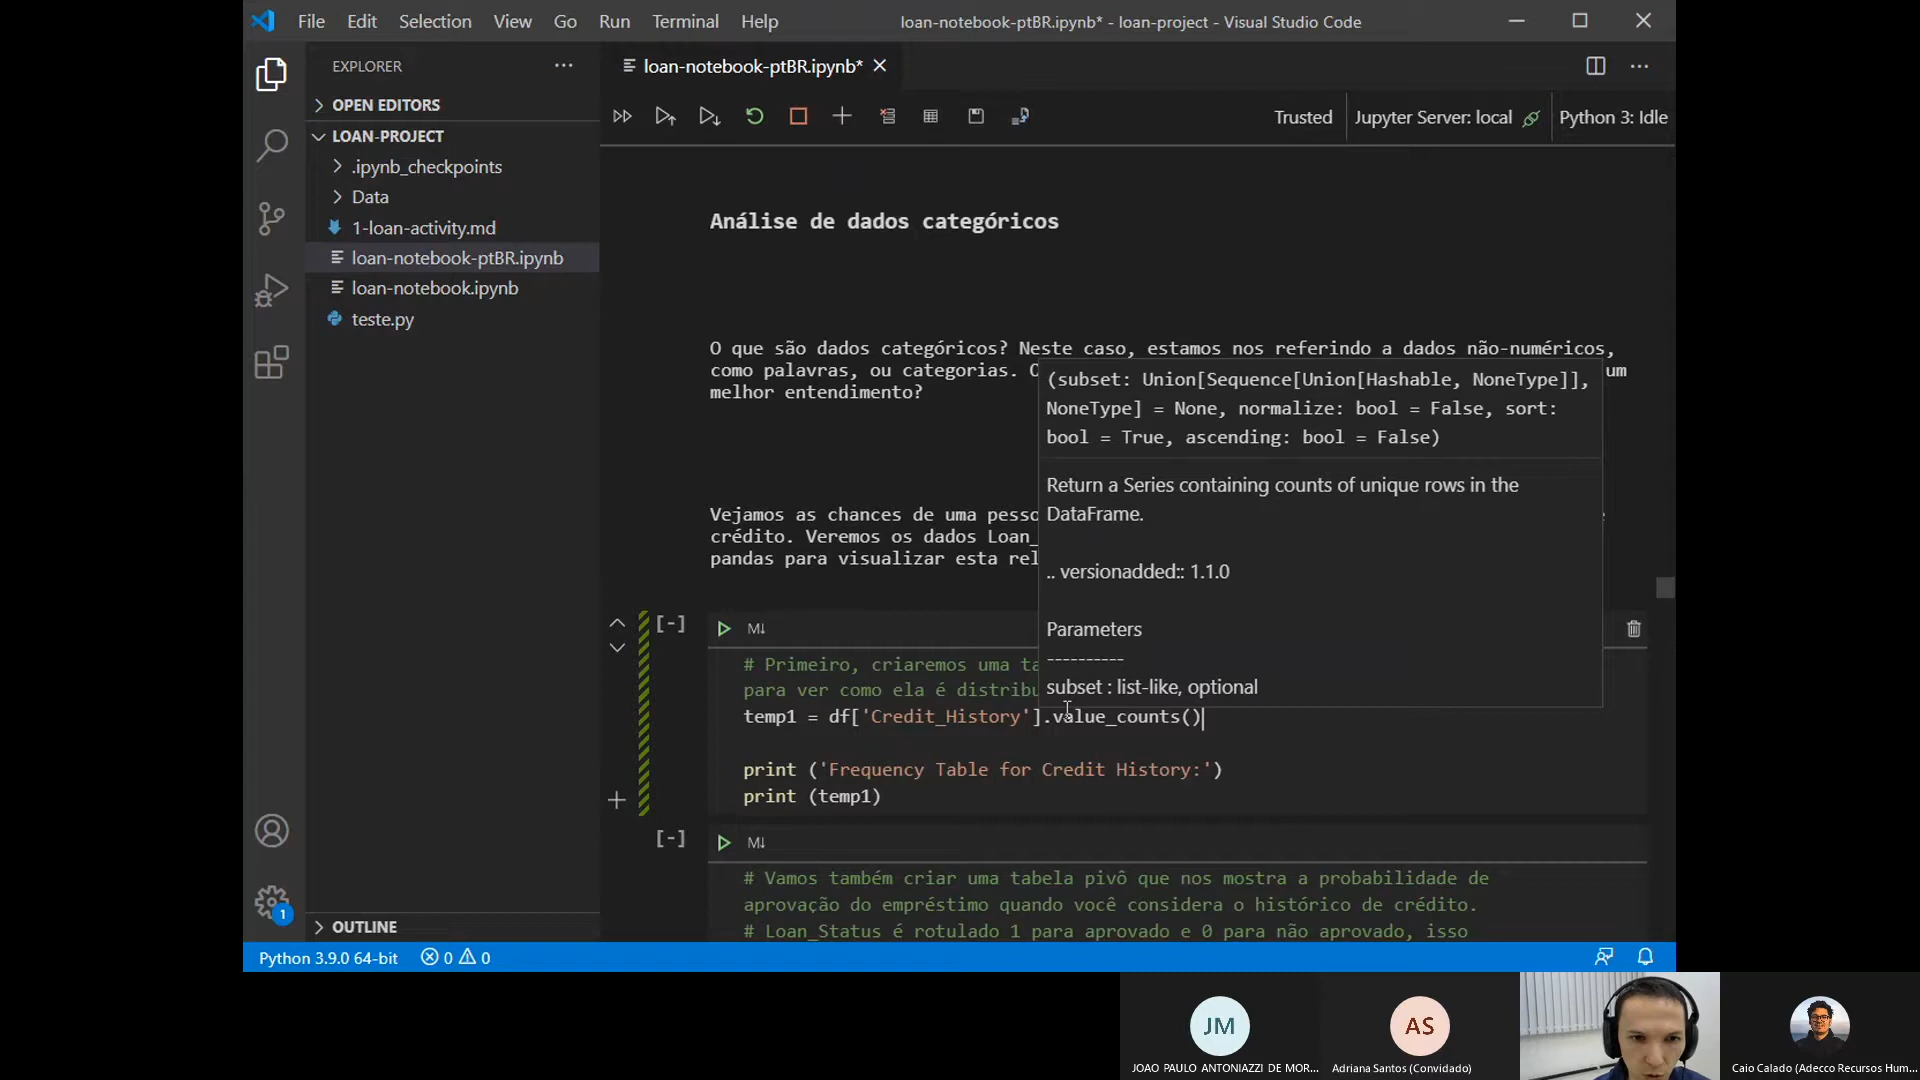 File Edit Selection View Go Run Terminal Help
loan-notebook-ptBR.ipynb* - loan-project - Visual Studio Code
EXPLORER
loan-notebook-ptBR.ipynb*
OPEN EDITORS
LOAN-PROJECT
.ipynb_checkpoints
Data
1-loan-activity.md
loan-notebook-ptBR.ipynb
loan-notebook.ipynb
teste.py
OUTLINE
Trusted
Jupyter Server: local
Python 3: Idle
Análise de dados categóricos
O que são dados categóricos? Neste caso, estamos nos referindo a dados não-numéricos,
como palavras, ou categorias. O um
melhor entendimento?
Vejamos as chances de uma pesso
crédito. Veremos os dados Loan_
pandas para visualizar esta rel
(subset: Union[Sequence[Union[Hashable, NoneType]],
NoneType] = None, normalize: bool = False, sort:
bool = True, ascending: bool = False)
Return a Series containing counts of unique rows in the
DataFrame.
.. versionadded:: 1.1.0
Parameters
----------
subset : list-like, optional
[-]
M↓
# Primeiro, criaremos uma ta
para ver como ela é distribu
temp1 = df['Credit_History'].value_counts()
print ('Frequency Table for Credit History:')
print (temp1)
[-]
M↓
# Vamos também criar uma tabela pivô que nos mostra a probabilidade de
aprovação do empréstimo quando você considera o histórico de crédito.
# Loan_Status é rotulado 1 para aprovado e 0 para não aprovado, isso
1
Python 3.9.0 64-bit
0 0
JM
AS
JOAO PAULO ANTONIAZZI DE MOR...
Adriana Santos (Convidado)
Caio Calado (Adecco Recursos Hum...